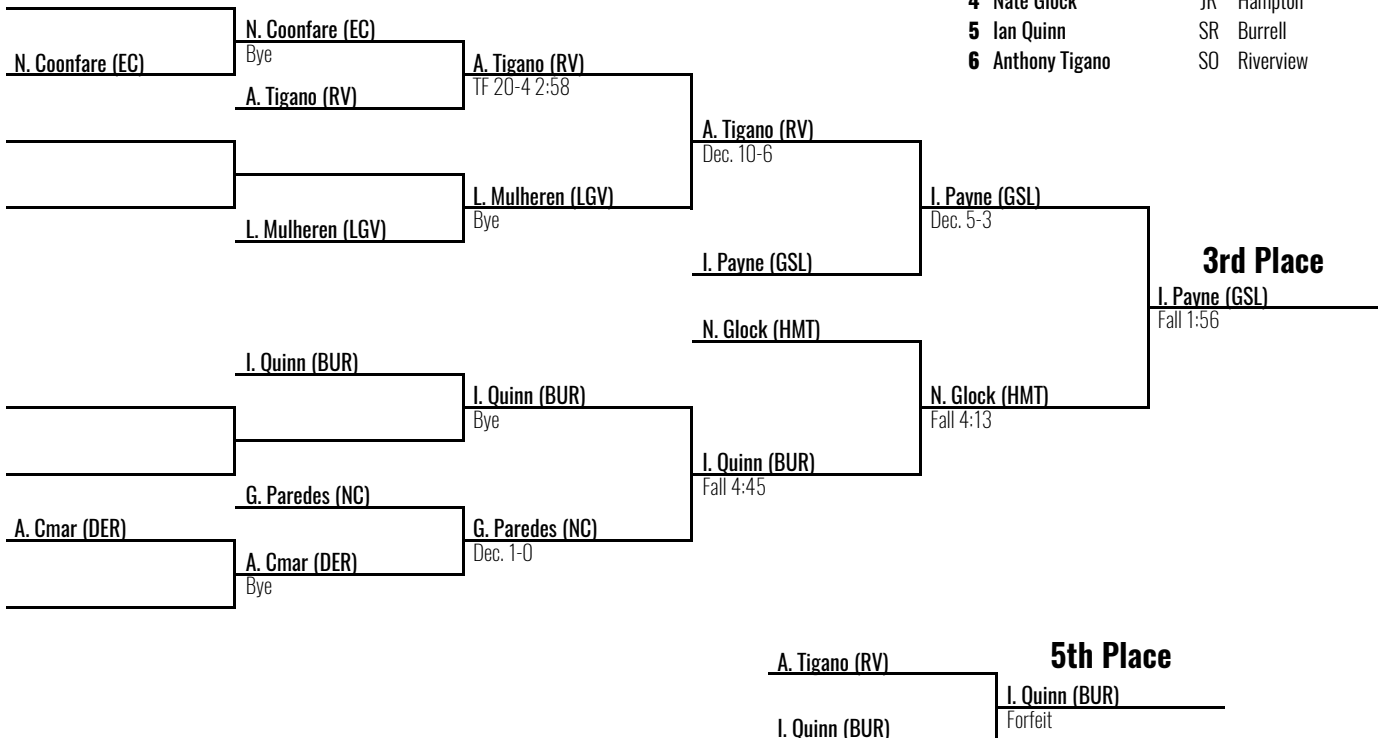 4 Nate Glock JR Hampton
5 Ian Quinn SR Burrell
6 Anthony Tigano SO Riverview
N. Coonfare (EC)
Bye
N. Coonfare (EC)
A. Tigano (RV)
TF 20-4 2:58
A. Tigano (RV)
A. Tigano (RV)
Dec. 10-6
L. Mulheren (LGV)
Bye
I. Payne (GSL)
Dec. 5-3
L. Mulheren (LGV)
I. Payne (GSL)
3rd Place
I. Payne (GSL)
Fall 1:56
N. Glock (HMT)
I. Quinn (BUR)
I. Quinn (BUR)
Bye
N. Glock (HMT)
Fall 4:13
I. Quinn (BUR)
Fall 4:45
G. Paredes (NC)
A. Cmar (DER)
G. Paredes (NC)
Dec. 1-0
A. Cmar (DER)
Bye
5th Place
A. Tigano (RV)
I. Quinn (BUR)
Forfeit
I. Quinn (BUR)